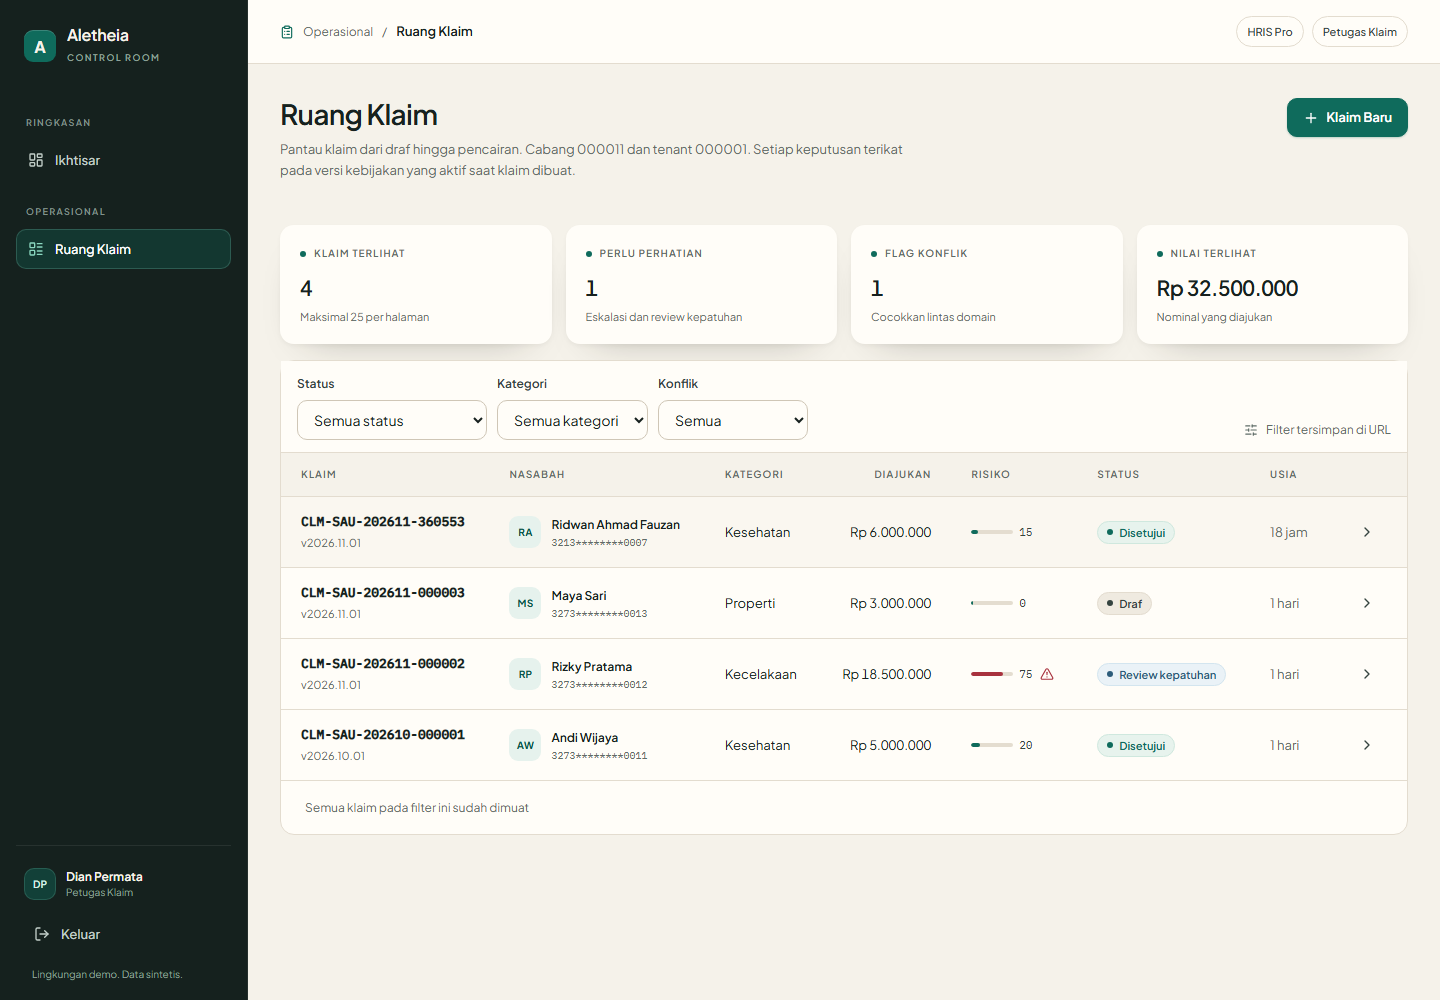 A
Aletheia
CONTROL ROOM
RINGKASAN
Ikhtisar
OPERASIONAL
Ruang Klaim
DP
Dian Permata
Petugas Klaim
Keluar
Lingkungan demo. Data sintetis.
Operasional / Ruang Klaim
HRIS Pro
Petugas Klaim
Ruang Klaim
Pantau klaim dari draf hingga pencairan. Cabang 000011 dan tenant 000001. Setiap keputusan terikat
pada versi kebijakan yang aktif saat klaim dibuat.
+ Klaim Baru
KLAIM TERLIHAT
4
Maksimal 25 per halaman
PERLU PERHATIAN
1
Eskalasi dan review kepatuhan
FLAG KONFLIK
1
Cocokkan lintas domain
NILAI TERLIHAT
Rp 32.500.000
Nominal yang diajukan
Status
Semua status
Kategori
Semua kategori
Konflik
Semua
Filter tersimpan di URL
KLAIM NASABAH KATEGORI DIAJUKAN RISIKO STATUS USIA
CLM-SAU-202611-360553
v2026.11.01
RA
Ridwan Ahmad Fauzan
3213********0007
Kesehatan
Rp 6.000.000
15
Disetujui
18 jam
CLM-SAU-202611-000003
v2026.11.01
MS
Maya Sari
3273********0013
Properti
Rp 3.000.000
0
Draf
1 hari
CLM-SAU-202611-000002
v2026.11.01
RP
Rizky Pratama
3273********0012
Kecelakaan
Rp 18.500.000
75
Review kepatuhan
1 hari
CLM-SAU-202610-000001
v2026.10.01
AW
Andi Wijaya
3273********0011
Kesehatan
Rp 5.000.000
20
Disetujui
1 hari
Semua klaim pada filter ini sudah dimuat